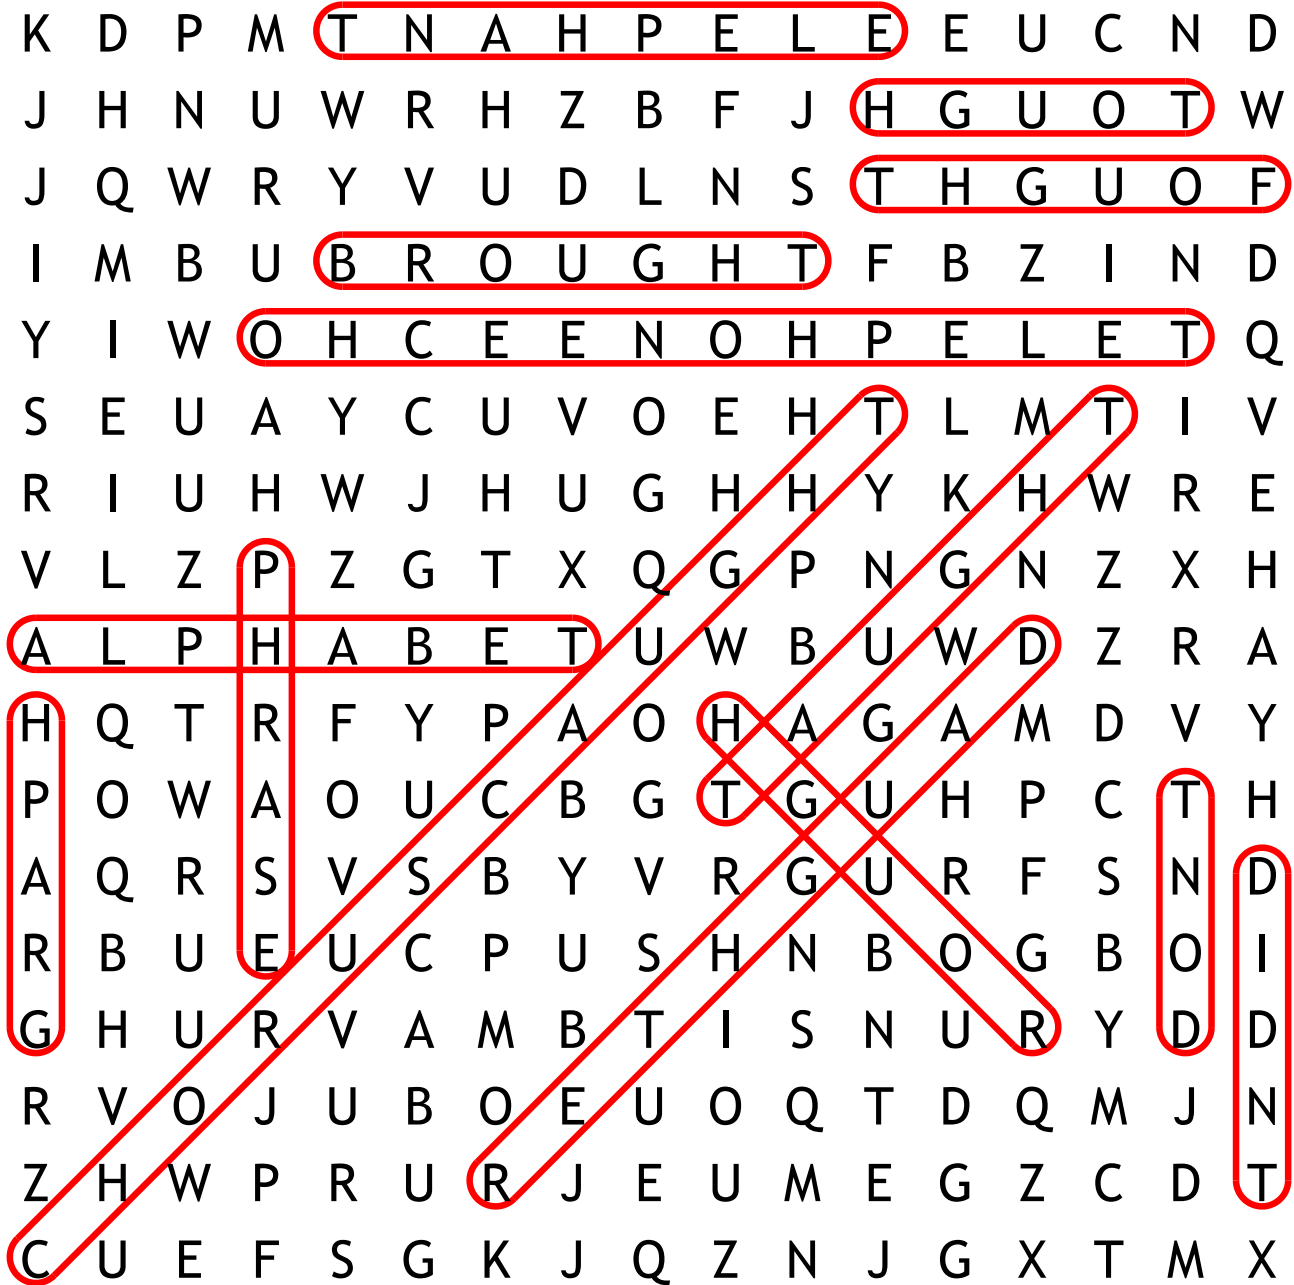 K D P M T N A H P E L E E U C N D
J H N U W R H Z B F J H G U O T W
J Q W R Y V U D L N S T H G U O F
I M B U B R O U G H T F B Z I N D
Y I W O H C E E N O H P E L E T Q
S E U A Y C U V O E H T L M T I V
R I U H W J H U G H H Y K H W R E
V L Z P Z G T X Q G P N G N Z X H
A L P H A B E T U W B U W D Z R A
H Q T R F Y P A O H A G A M D V Y
P O W A O U C B G T G U H P C T H
A Q R S V S B Y V R G U R F S N D
R B U E U C P U S H N B O G B O I
G H U R V A M B T I S N U R Y D D
R V O J U B O E U O Q T D Q M J N
Z H W P R U R J E U M E G Z C D T
C U E F S G K J Q Z N J G X T M X